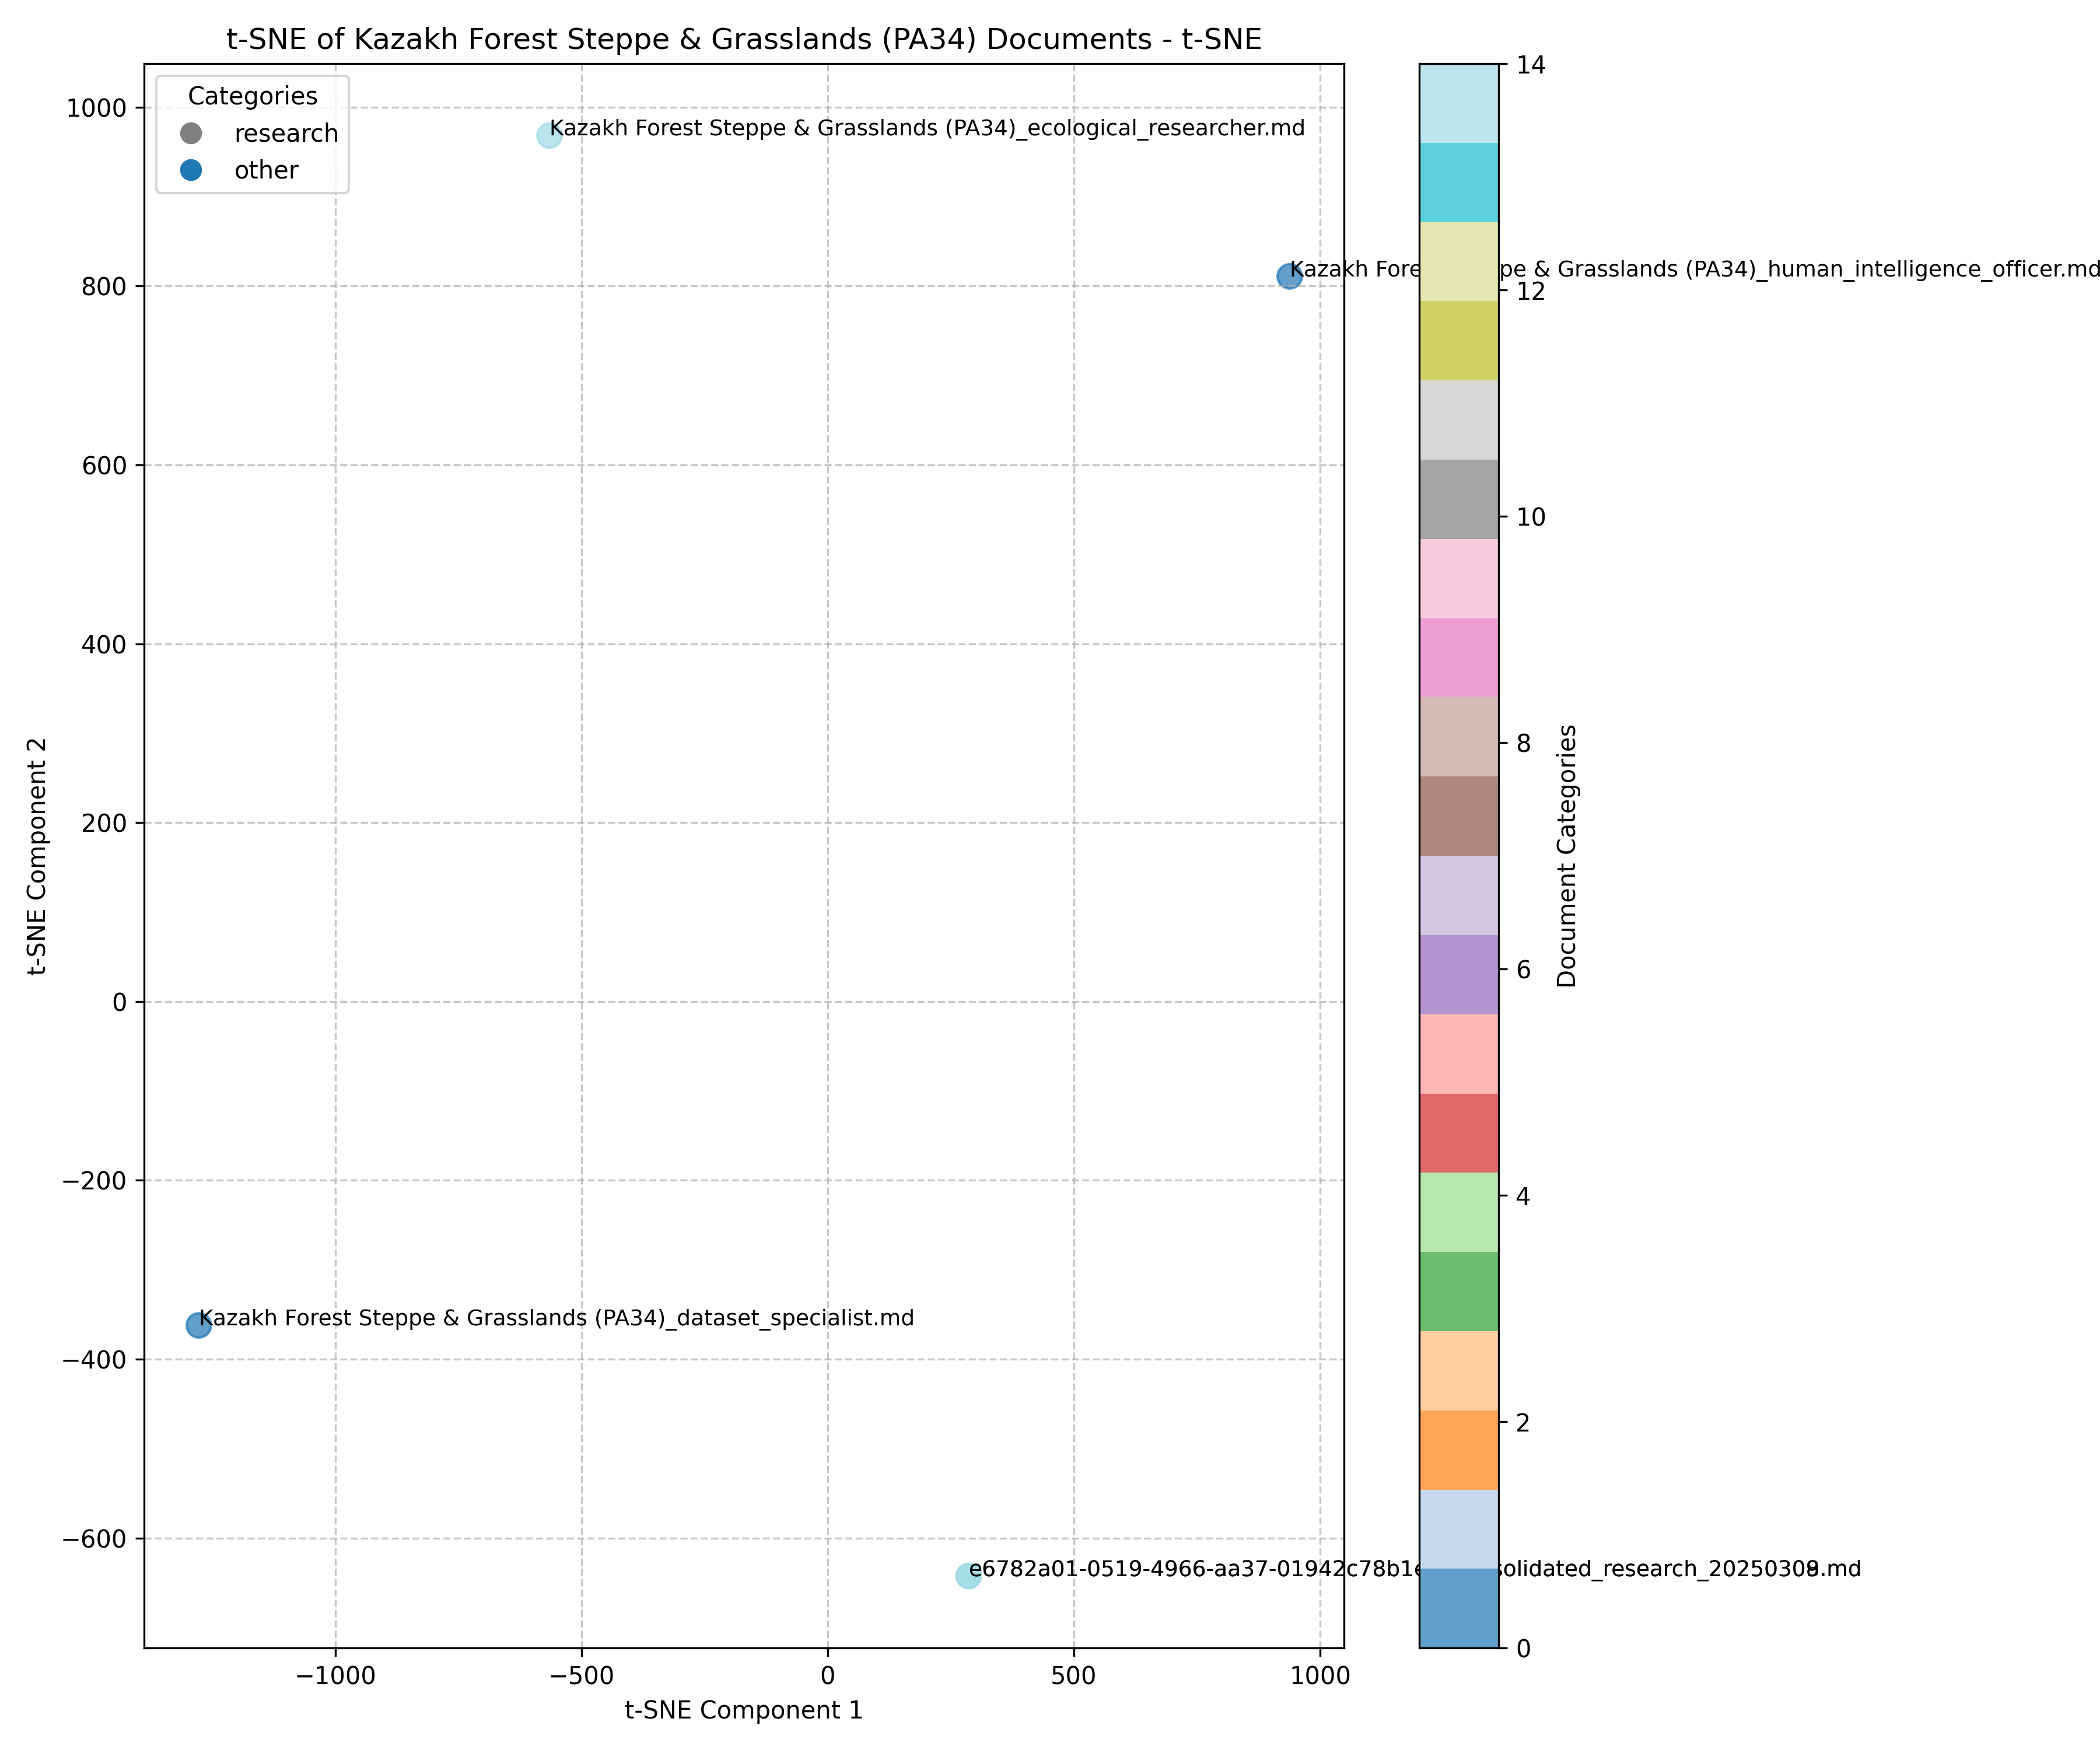 t-SNE of Kazakh Forest Steppe & Grasslands (PA34) Documents - t-SNE
Categories
research
other
Kazakh Forest Steppe & Grasslands (PA34)_ecological_researcher.md
Kazakh Fore pe & Grasslands (PA34)_human_intelligence_officer.md
Kazakh Forest Steppe & Grasslands (PA34)_dataset_specialist.md
e6782a01-0519-4966-aa37-01942c78b1 solidated_research_2025030 .md
1000
800
600
400
200
0
−200
−400
−600
−1000
−500
0
500
1000
t-SNE Component 1
t-SNE Component 2
14
12
10
8
6
4
2
0
Document Categories